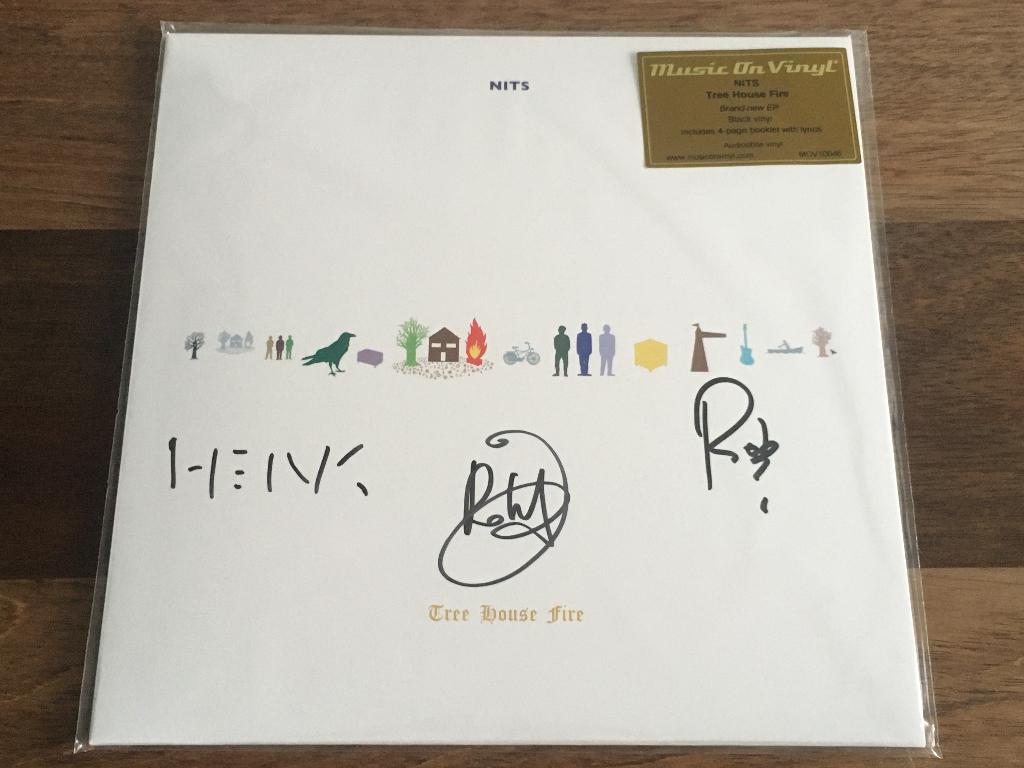 NITS
Music On Vinyl
NITS
Tree House Fire
Brand-new EP
Black vinyl
includes 4-page booklet with lyrics
Audiophile vinyl
www.musiconvinyl.com MOV10046
HENK
Tree House Fire